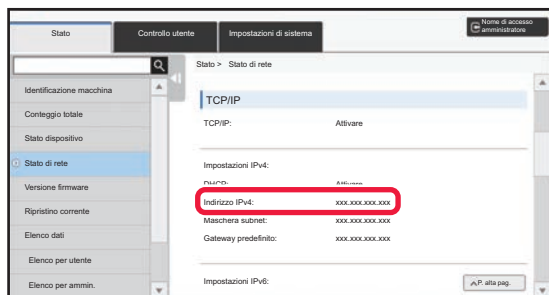 Stato
Controllo utente
Impostazioni di sistema
Nome di accesso
amministratore
Stato > Stato di rete
Identificazione macchina
Conteggio totale
Stato dispositivo
Stato di rete
Versione firmware
Ripristino corrente
Elenco dati
Elenco per utente
Elenco per ammin.
TCP/IP
TCP/IP: Attivare
Impostazioni IPv4:
DHCP: Attivare
Indirizzo IPv4: xxx.xxx.xxx.xxx
Maschera subnet: xxx.xxx.xxx.xxx
Gateway predefinito: xxx.xxx.xxx.xxx
Impostazioni IPv6:
P. alta pag.